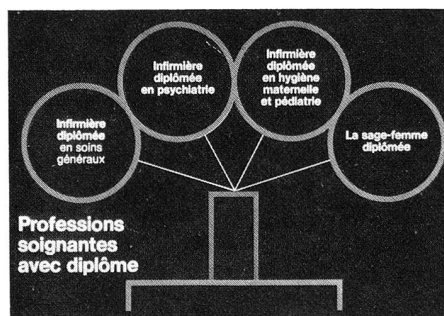 Infirmière
diplômée
en soins
généraux
Infirmière
diplômée
en psychiatrie
Infirmière
diplômée
en hygiène
maternelle
et pédiatrie
La sage-femme
diplômée
Professions
soignantes
avec diplôme